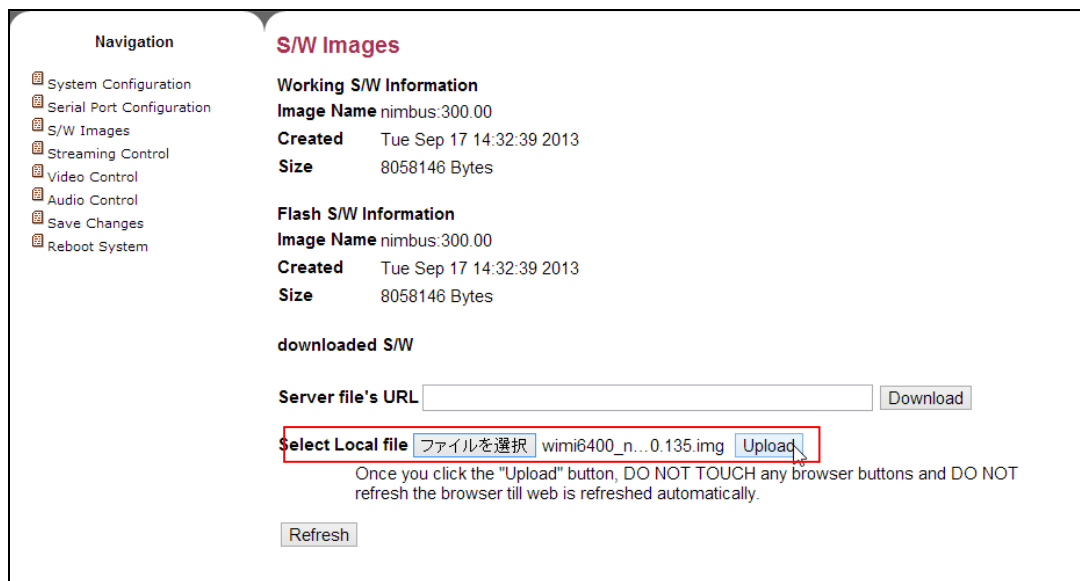 Navigation
System Configuration
Serial Port Configuration
S/W Images
Streaming Control
Video Control
Audio Control
Save Changes
Reboot System
S/W Images
Working S/W Information
Image Name nimbus:300.00
Created Tue Sep 17 14:32:39 2013
Size 8058146 Bytes
Flash S/W Information
Image Name nimbus:300.00
Created Tue Sep 17 14:32:39 2013
Size 8058146 Bytes
downloaded S/W
Server file's URL Download
Select Local file ファイルを選択 wimi6400_n...0.135.img Upload
Once you click the "Upload" button, DO NOT TOUCH any browser buttons and DO NOT
refresh the browser till web is refreshed automatically.
Refresh